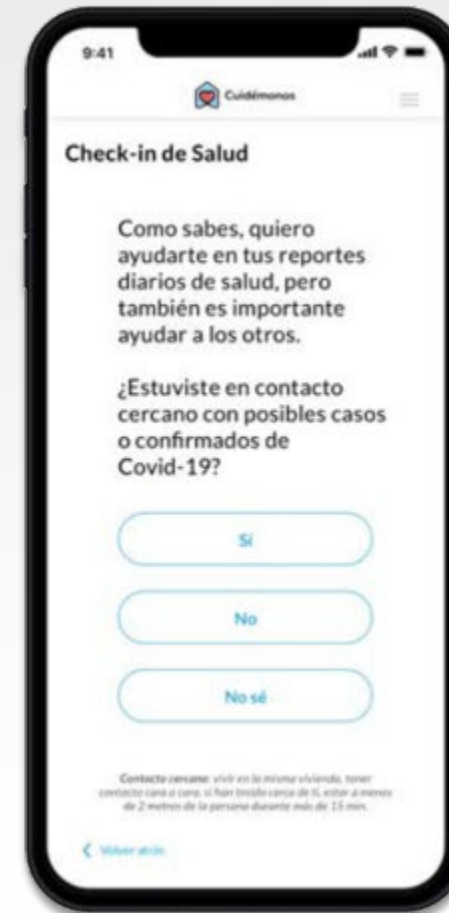 9:41
Cuidémonos
Check-in de Salud
Como sabes, quiero
ayudarte en tus reportes
diarios de salud, pero
también es importante
ayudar a los otros.
¿Estuviste en contacto
cercano con posibles casos
o confirmados de
Covid-19?
Sí
No
No sé
Contacto cercano: vivir en la misma vivienda, tener
contacto cara a cara, si han tosido cerca de ti, estar a menos
de 2 metros de la persona durante más de 15 min.
Volver atrás